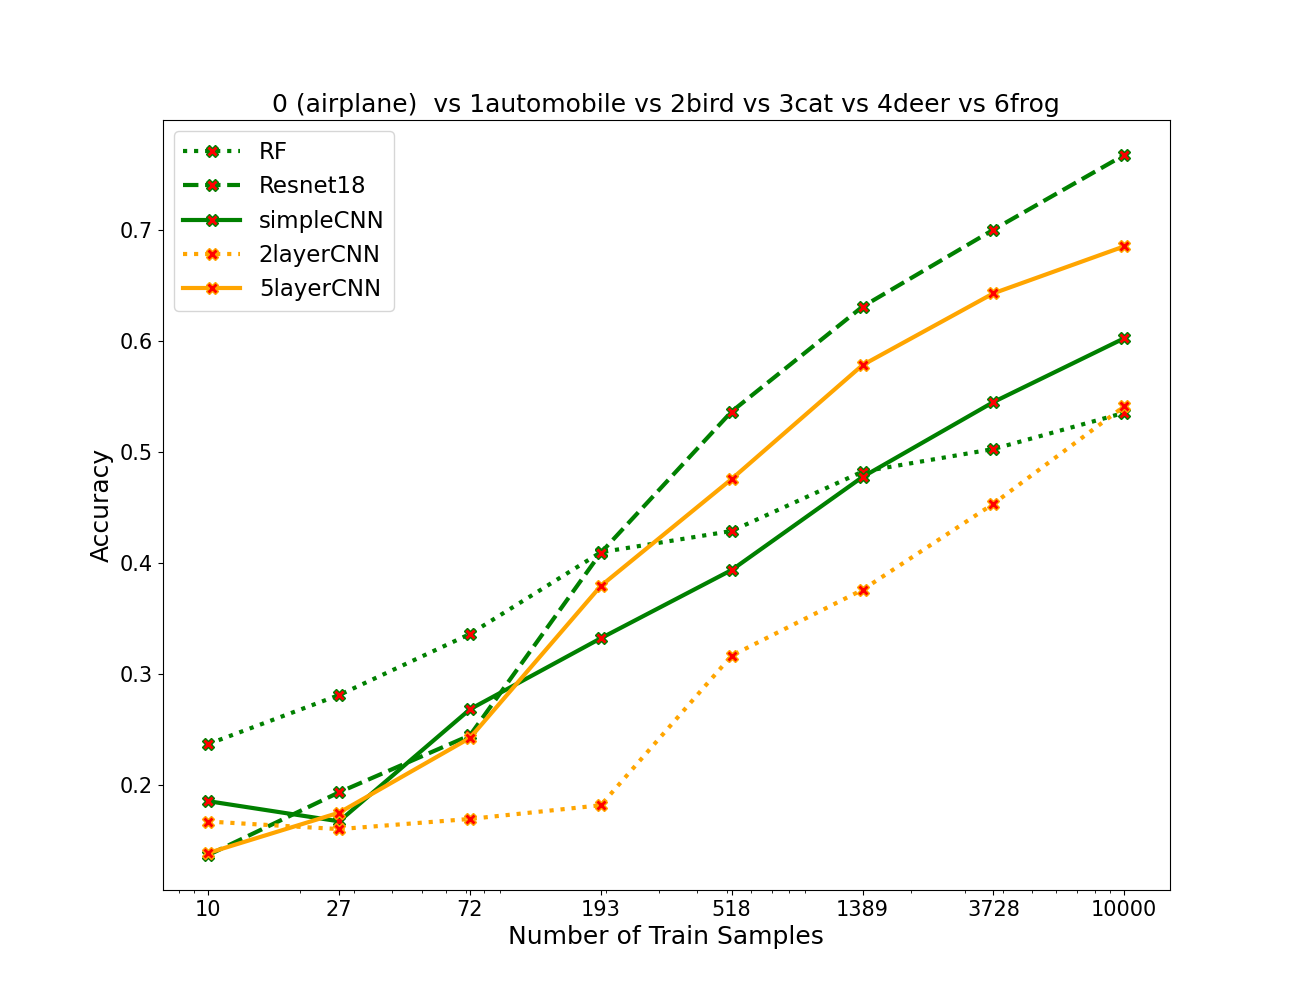 0 (airplane)  vs 1automobile vs 2bird vs 3cat vs 4deer vs 6frog
RF
Resnet18
simpleCNN
2layerCNN
5layerCNN
Accuracy
0.7
0.6
0.5
0.4
0.3
0.2
10 27 72 193 518 1389 3728 10000
Number of Train Samples